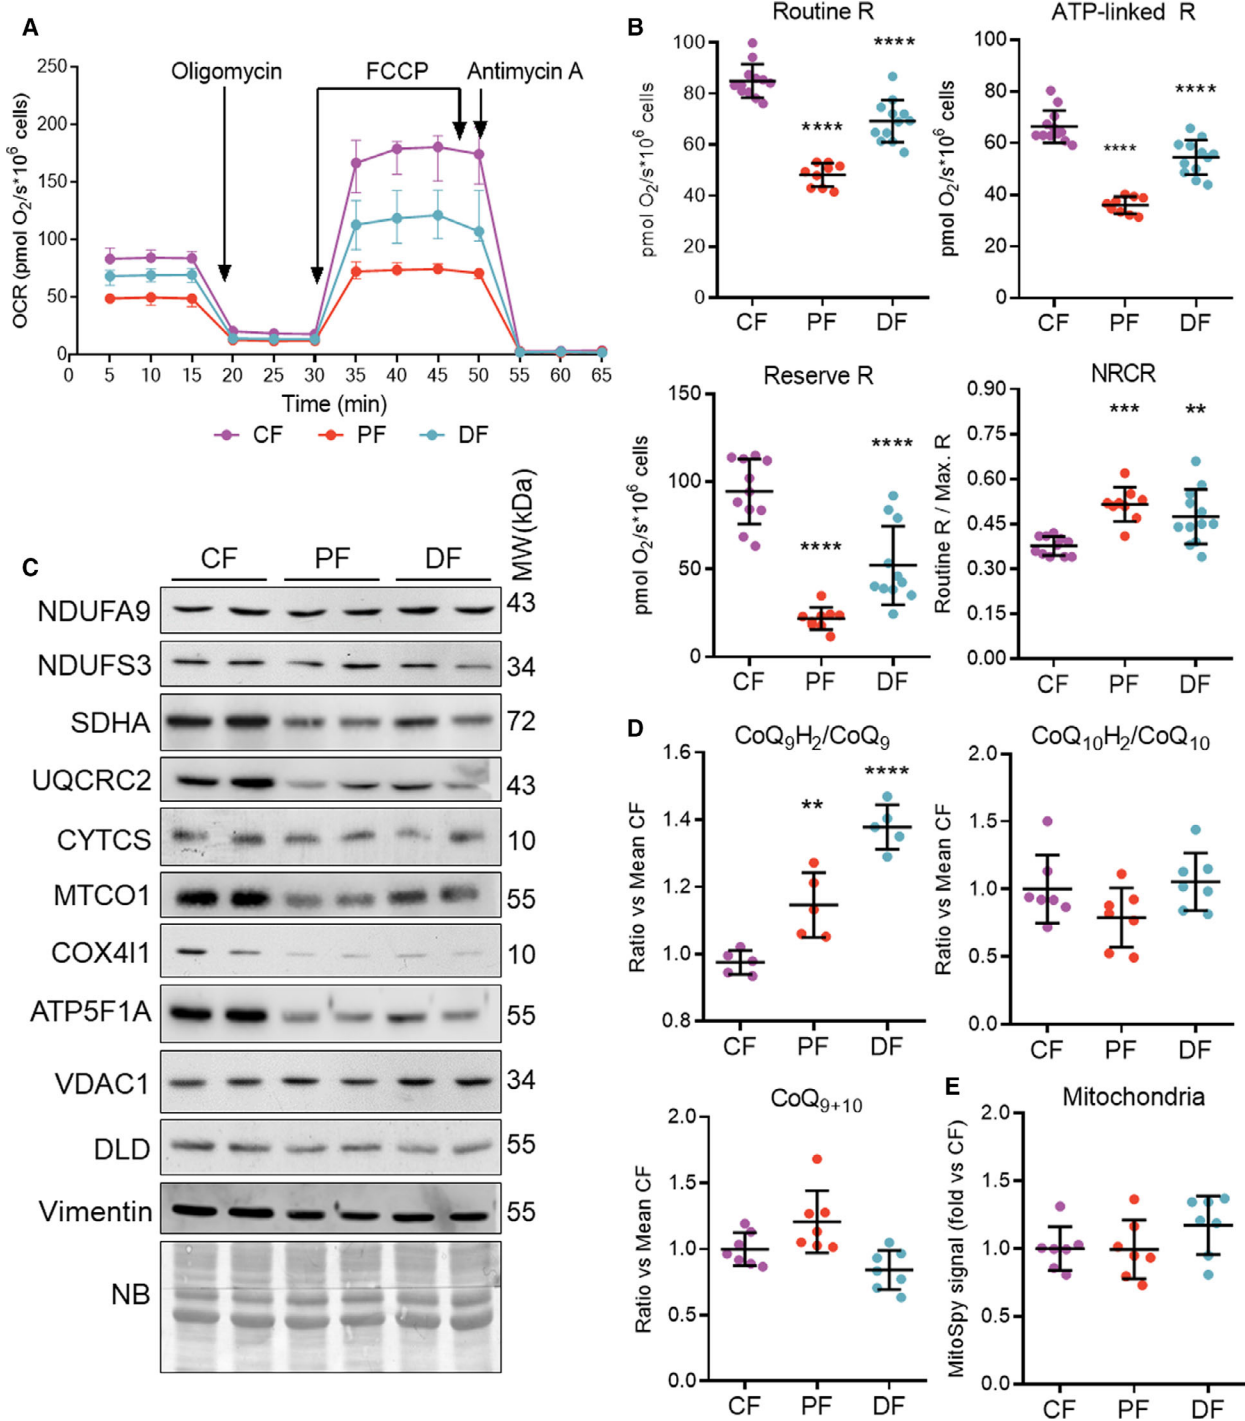 A
Oligomycin FCCP Antimycin A
OCR (pmol O2/s*10^6 cells)
250
200
150
100
50
0
0 5 10 15 20 25 30 35 40 45 50 55 60 65
Time (min)
CF PF DF
B
Routine R
****
****
pmol O2/s*10^6 cells
100
80
60
40
20
0
CF PF DF
ATP-linked R
****
****
pmol O2/s*10^6 cells
100
80
60
40
20
0
CF PF DF
Reserve R
****
****
pmol O2/s*10^6 cells
150
100
50
0
CF PF DF
NRCR
*** **
Routine R / Max. R
0.90
0.75
0.60
0.45
0.30
0.15
0.00
CF PF DF
C
CF PF DF MW(kDa)
NDUFA9 43
NDUFS3 34
SDHA 72
UQCRC2 43
CYTCS 10
MTCO1 55
COX4I1 10
ATP5F1A 55
VDAC1 34
DLD 55
Vimentin 55
NB
D
CoQ9H2/CoQ9
****
**
Ratio vs Mean CF
1.6
1.4
1.2
1.0
0.8
CF PF DF
CoQ10H2/CoQ10
Ratio vs Mean CF
2.0
1.5
1.0
0.5
0.0
CF PF DF
CoQ9+10
Ratio vs Mean CF
2.0
1.5
1.0
0.5
0.0
CF PF DF
E
Mitochondria
MitoSpy signal (fold vs CF)
2.0
1.5
1.0
0.5
0.0
CF PF DF